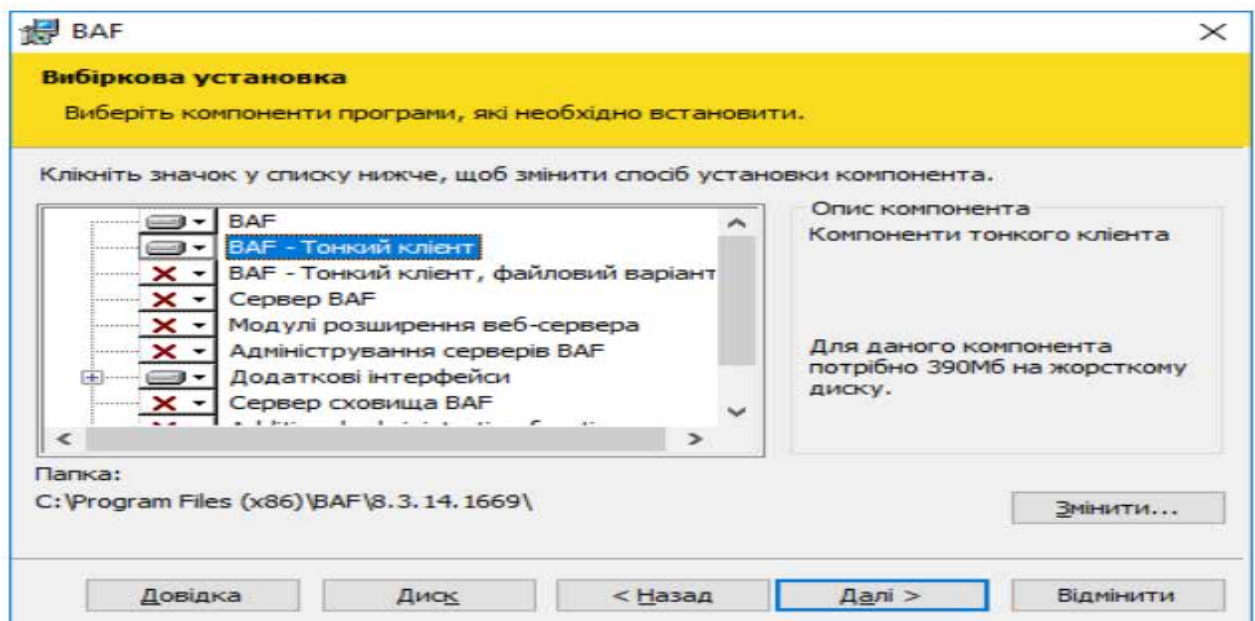 BAF
Вибіркова установка
Виберіть компоненти програми, які необхідно встановити.
Клікніть значок у списку нижче, щоб змінити спосіб установки компонента.
BAF
BAF - Тонкий клієнт
BAF - Тонкий клієнт, файловий варіант
Сервер BAF
Модулі розширення веб-сервера
Адміністрування серверів BAF
Додаткові інтерфейси
Сервер сховища BAF
Опис компонента
Компоненти тонкого клієнта
Для даного компонента
потрібно 390Мб на жорсткому
диску.
Папка:
C:\Program Files (x86)\BAF\8.3.14.1669\
Змінити...
Довідка
Диск
< Назад
Далі >
Відмінити